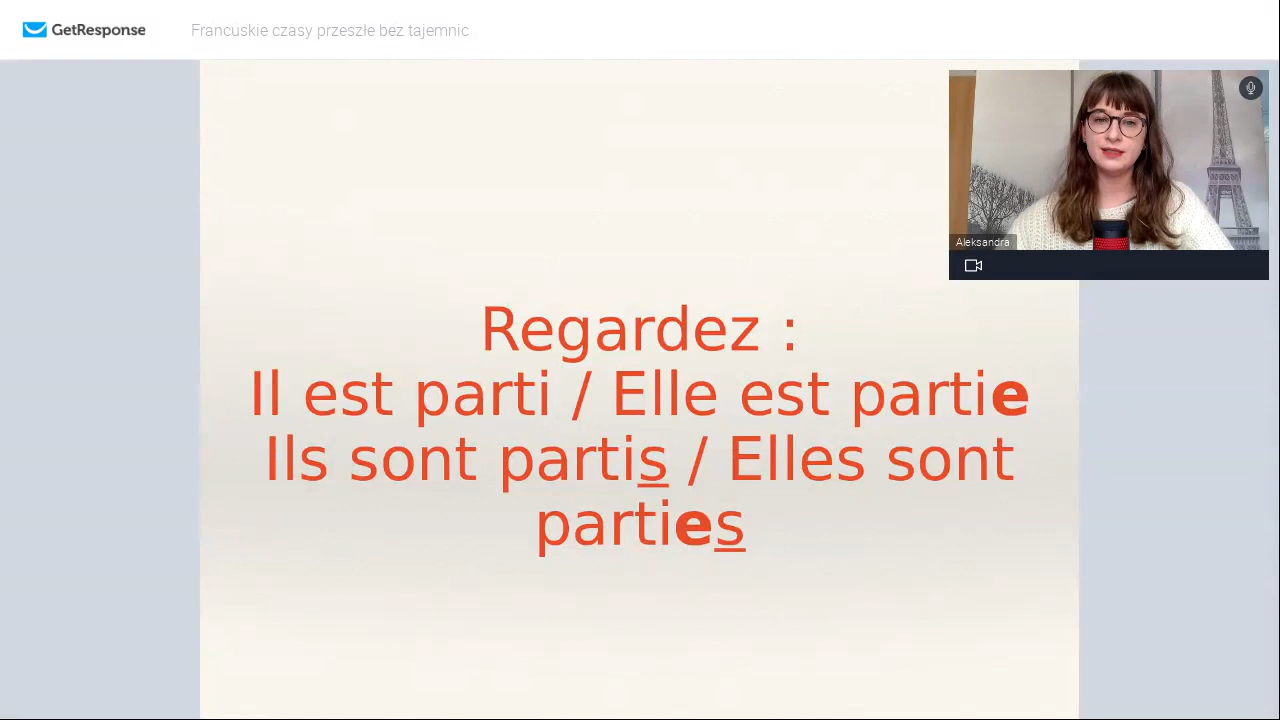 GetResponse
Francuskie czasy przeszłe bez tajemnic
Aleksandra
Regardez :
Il est parti / Elle est partie
Ils sont partis / Elles sont
parties